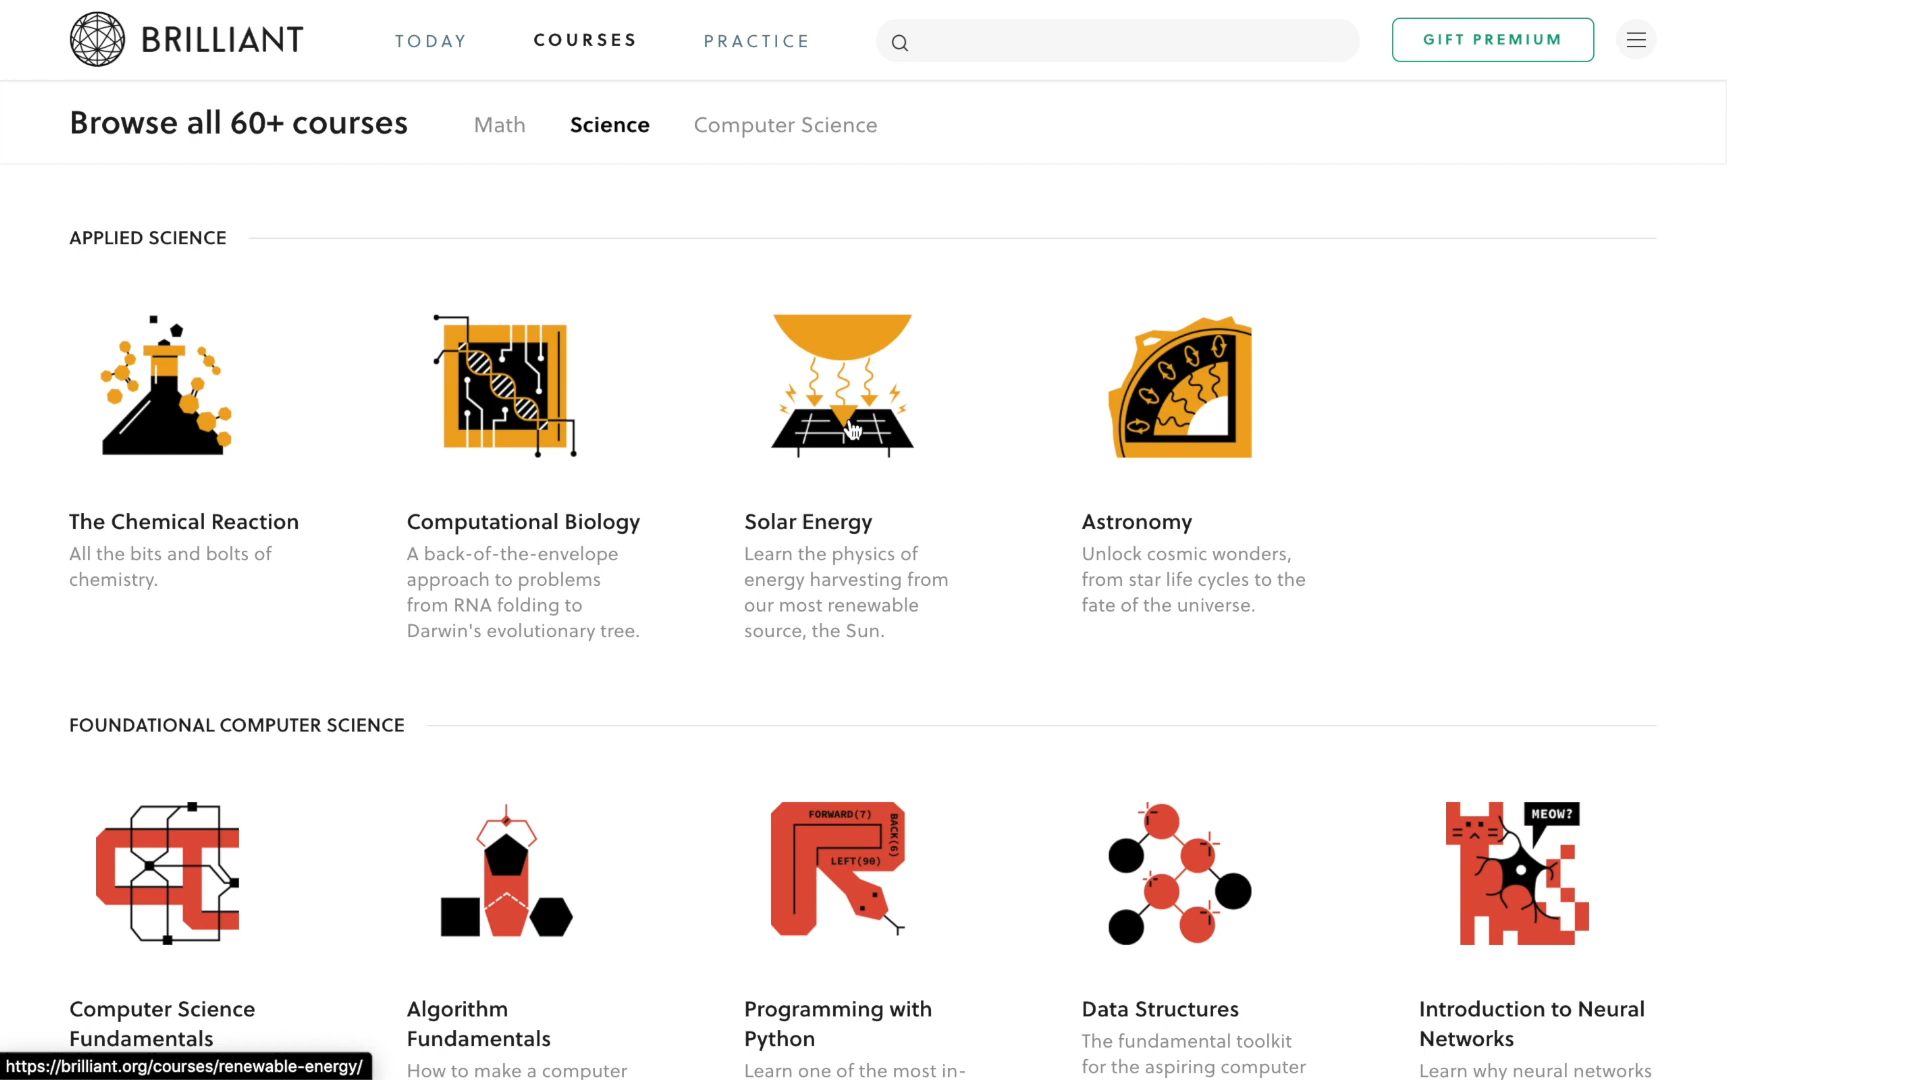 BRILLIANT
TODAY
COURSES
PRACTICE
GIFT PREMIUM
Browse all 60+ courses
Math
Science
Computer Science
APPLIED SCIENCE
The Chemical Reaction
All the bits and bolts of
chemistry.
Computational Biology
A back-of-the-envelope
approach to problems
from RNA folding to
Darwin's evolutionary tree.
Solar Energy
Learn the physics of
energy harvesting from
our most renewable
source, the Sun.
Astronomy
Unlock cosmic wonders,
from star life cycles to the
fate of the universe.
FOUNDATIONAL COMPUTER SCIENCE
FORWARD(7)
BACK(6)
LEFT(90)
MEOW?
Computer Science
Fundamentals
Algorithm
Fundamentals
How to make a computer
Programming with
Python
Learn one of the most in-
Data Structures
The fundamental toolkit
for the aspiring computer
Introduction to Neural
Networks
Learn why neural networks
https://brilliant.org/courses/renewable-energy/